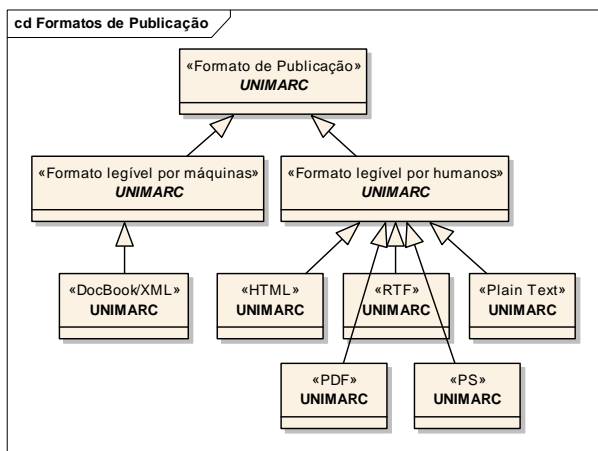 cd Formatos de Publicação
«Formato de Publicação»
UNIMARC
«Formato legível por máquinas»
UNIMARC
«Formato legível por humanos»
UNIMARC
«DocBook/XML»
UNIMARC
«HTML»
UNIMARC
«RTF»
UNIMARC
«Plain Text»
UNIMARC
«PDF»
UNIMARC
«PS»
UNIMARC